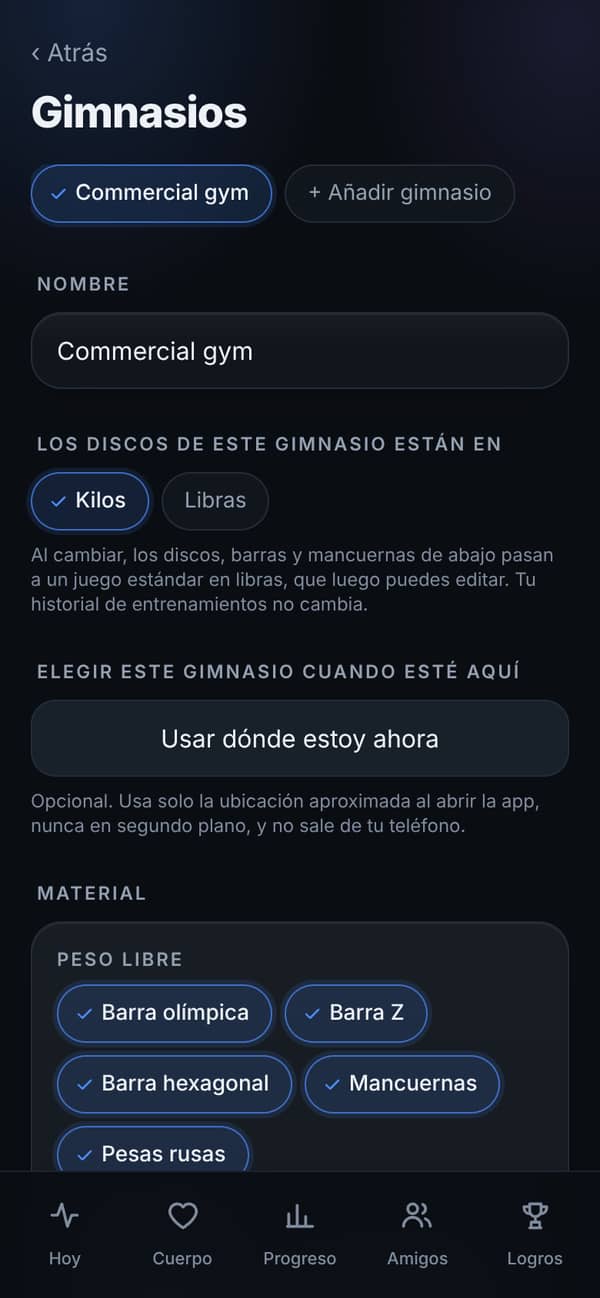 ‹ Atrás
Gimnasios
✓ Commercial gym
+ Añadir gimnasio
NOMBRE
Commercial gym
LOS DISCOS DE ESTE GIMNASIO ESTÁN EN
✓ Kilos
Libras
Al cambiar, los discos, barras y mancuernas de abajo pasan
a un juego estándar en libras, que luego puedes editar. Tu
historial de entrenamientos no cambia.
ELEGIR ESTE GIMNASIO CUANDO ESTÉ AQUÍ
Usar dónde estoy ahora
Opcional. Usa solo la ubicación aproximada al abrir la app,
nunca en segundo plano, y no sale de tu teléfono.
MATERIAL
PESO LIBRE
✓ Barra olímpica
✓ Barra Z
✓ Barra hexagonal
✓ Mancuernas
✓ Pesas rusas
Hoy
Cuerpo
Progreso
Amigos
Logros